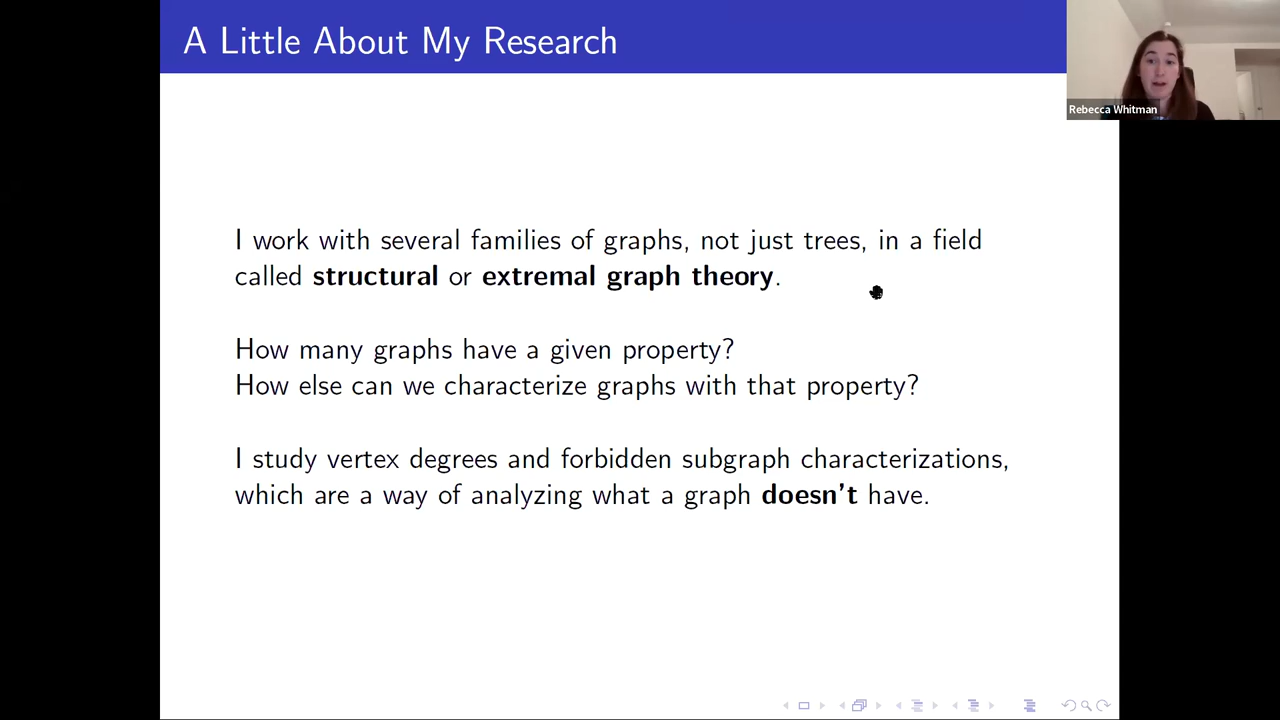 A Little About My Research
Rebecca Whitman
I work with several families of graphs, not just trees, in a field
called structural or extremal graph theory.
How many graphs have a given property?
How else can we characterize graphs with that property?
I study vertex degrees and forbidden subgraph characterizations,
which are a way of analyzing what a graph doesn't have.